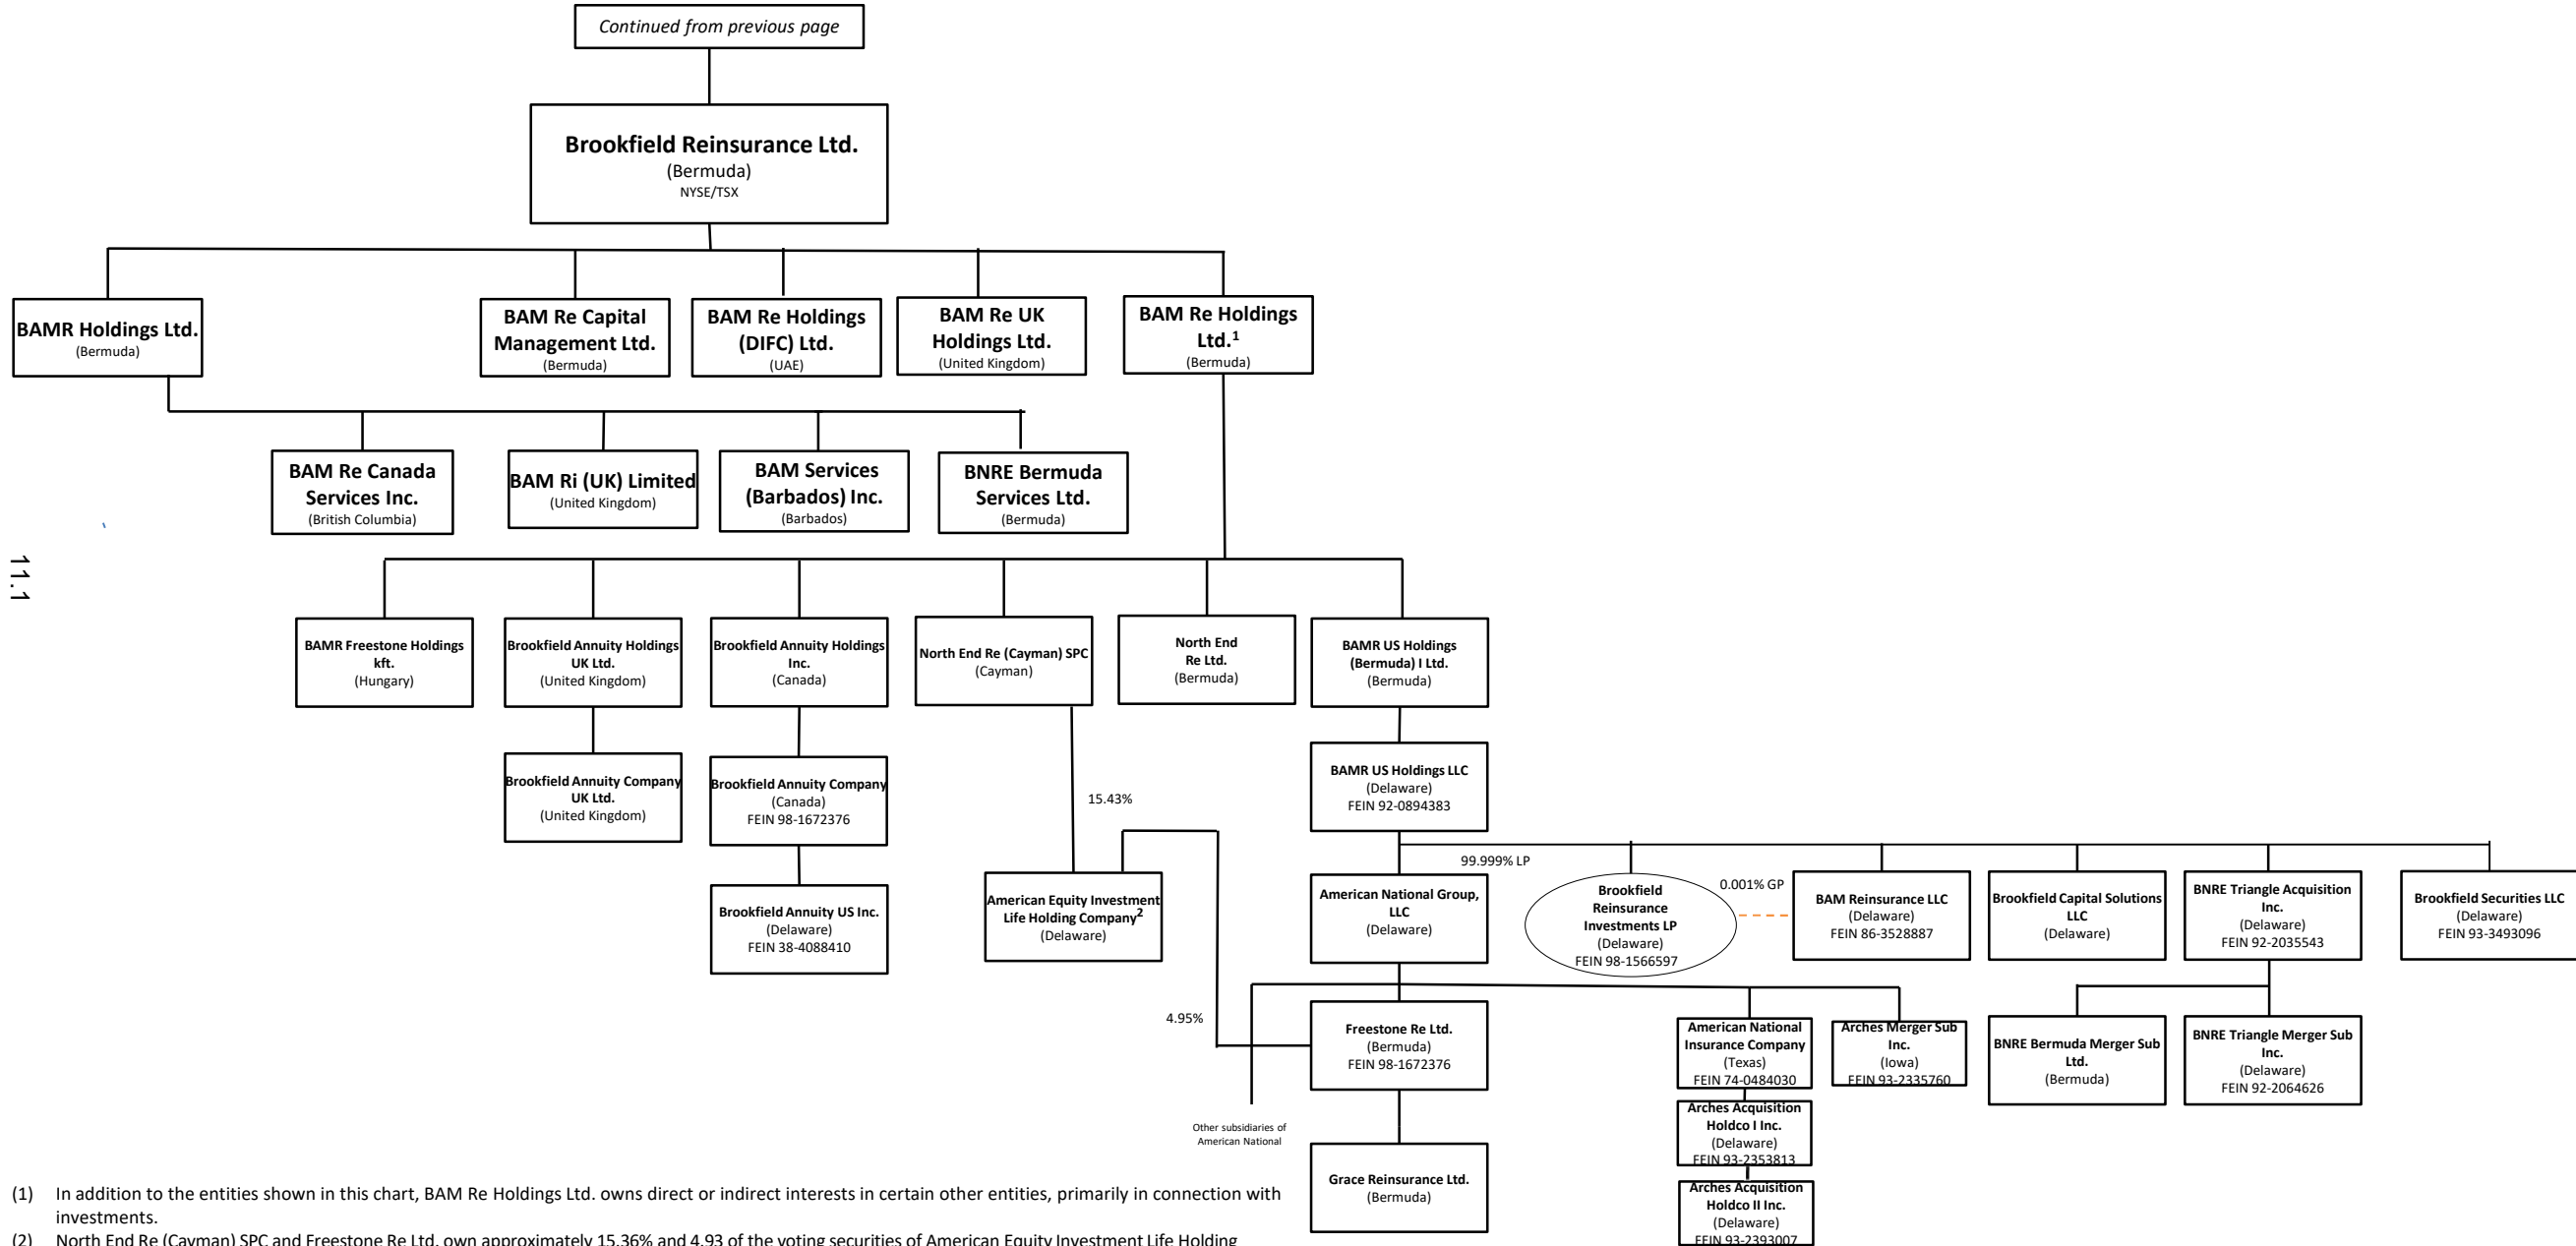 Continued from previous page
Brookfield Reinsurance Ltd.
(Bermuda)
NYSE/TSX
BAMR Holdings Ltd.
(Bermuda)
BAM Re Capital
Management Ltd.
(Bermuda)
BAM Re Holdings
(DIFC) Ltd.
(UAE)
BAM Re UK
Holdings Ltd.
(United Kingdom)
BAM Re Holdings
Ltd.1
(Bermuda)
BAM Re Canada
Services Inc.
(British Columbia)
BAM Ri (UK) Limited
(United Kingdom)
BAM Services
(Barbados) Inc.
(Barbados)
BNRE Bermuda
Services Ltd.
(Bermuda)
11.1
BAMR Freestone Holdings
kft.
(Hungary)
Brookfield Annuity Holdings
UK Ltd.
(United Kingdom)
Brookfield Annuity Holdings
Inc.
(Canada)
North End Re (Cayman) SPC
(Cayman)
North End
Re Ltd.
(Bermuda)
BAMR US Holdings
(Bermuda) I Ltd.
(Bermuda)
Brookfield Annuity Company
UK Ltd.
(United Kingdom)
Brookfield Annuity Company
(Canada)
FEIN 98-1672376
15.43%
BAMR US Holdings LLC
(Delaware)
FEIN 92-0894383
Brookfield Annuity US Inc.
(Delaware)
FEIN 38-4088410
American Equity Investment
Life Holding Company2
(Delaware)
American National Group,
LLC
(Delaware)
99.999% LP
Brookfield
Reinsurance
Investments LP
(Delaware)
FEIN 98-1566597
0.001% GP
BAM Reinsurance LLC
(Delaware)
FEIN 86-3528887
Brookfield Capital Solutions
LLC
(Delaware)
BNRE Triangle Acquisition
Inc.
(Delaware)
FEIN 92-2035543
Brookfield Securities LLC
(Delaware)
FEIN 93-3493096
4.95%
Freestone Re Ltd.
(Bermuda)
FEIN 98-1672376
American National
Insurance Company
(Texas)
FEIN 74-0484030
Arches Merger Sub
Inc.
(Iowa)
FEIN 93-2335760
BNRE Bermuda Merger Sub
Ltd.
(Bermuda)
BNRE Triangle Merger Sub
Inc.
(Delaware)
FEIN 92-2064626
Other subsidiaries of
American National
Arches Acquisition
Holdco I Inc.
(Delaware)
FEIN 93-2353813
Grace Reinsurance Ltd.
(Bermuda)
Arches Acquisition
Holdco II Inc.
(Delaware)
FEIN 93-2393007
(1) In addition to the entities shown in this chart, BAM Re Holdings Ltd. owns direct or indirect interests in certain other entities, primarily in connection with
investments.
(2) North End Re (Cayman) SPC and Freestone Re Ltd. own approximately 15.36% and 4.93 of the voting securities of American Equity Investment Life Holding